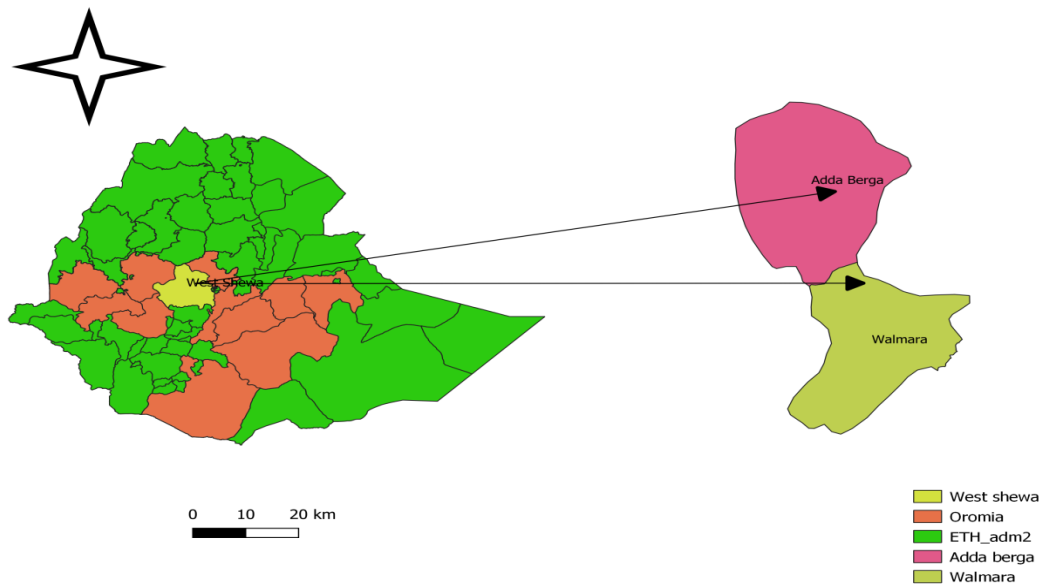 Adda Berga
West Shewa
Walmara
0 10 20 km
West shewa
Oromia
ETH_adm2
Adda berga
Walmara